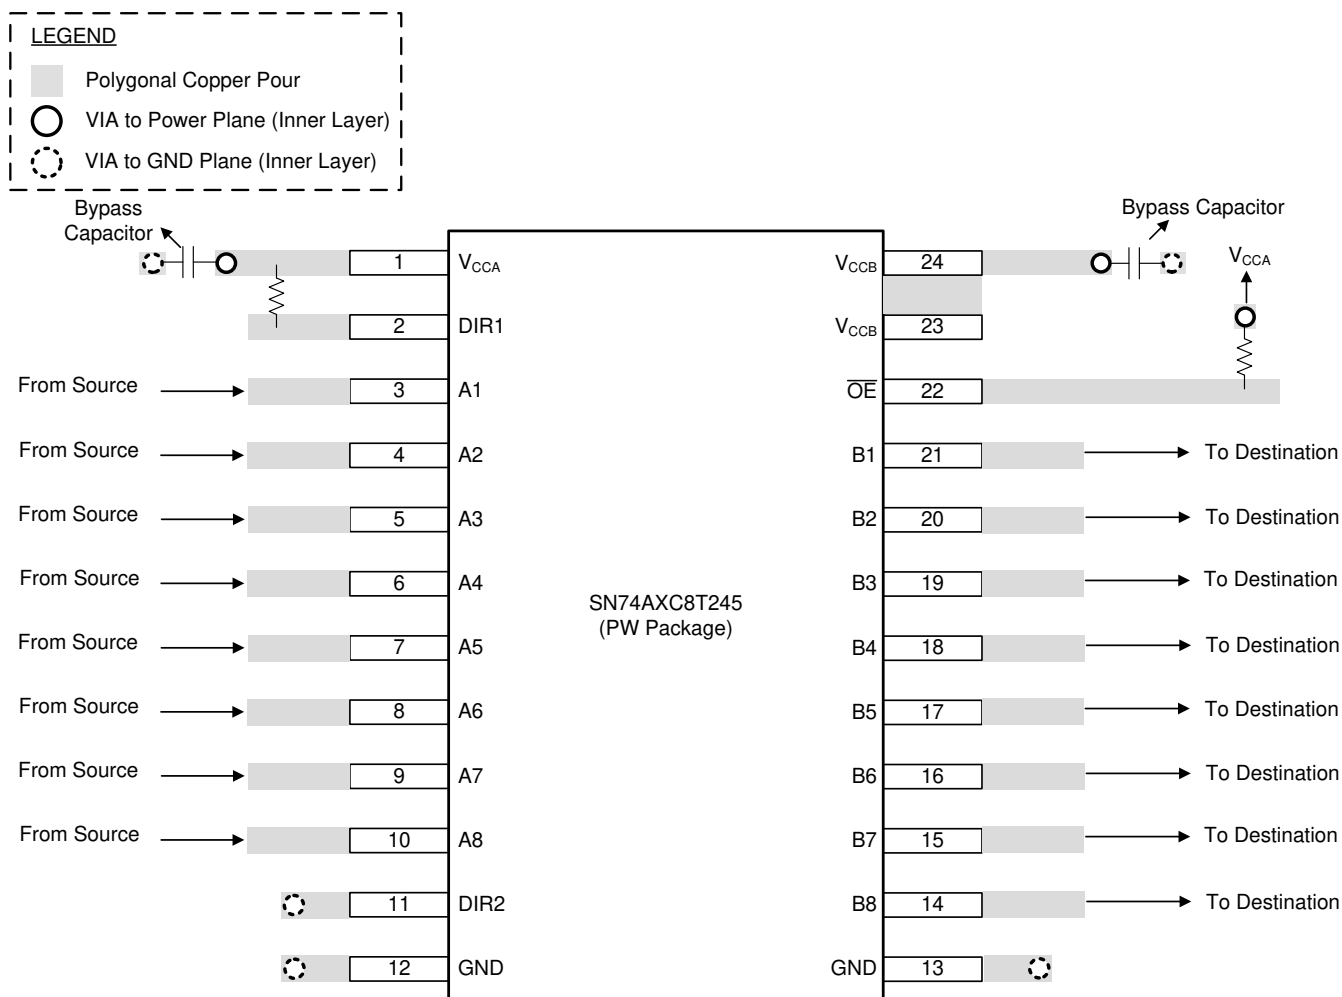 LEGEND
Polygonal Copper Pour
VIA to Power Plane (Inner Layer)
VIA to GND Plane (Inner Layer)
Bypass
Capacitor
Bypass Capacitor
VCCA
1 VCCA
VCCB 24
2 DIR1
VCCB 23
From Source 3 A1
OE 22
From Source 4 A2
B1 21 To Destination
From Source 5 A3
B2 20 To Destination
From Source 6 A4
B3 19 To Destination
SN74AXC8T245
(PW Package)
From Source 7 A5
B4 18 To Destination
From Source 8 A6
B5 17 To Destination
From Source 9 A7
B6 16 To Destination
From Source 10 A8
B7 15 To Destination
11 DIR2
B8 14 To Destination
12 GND
GND 13